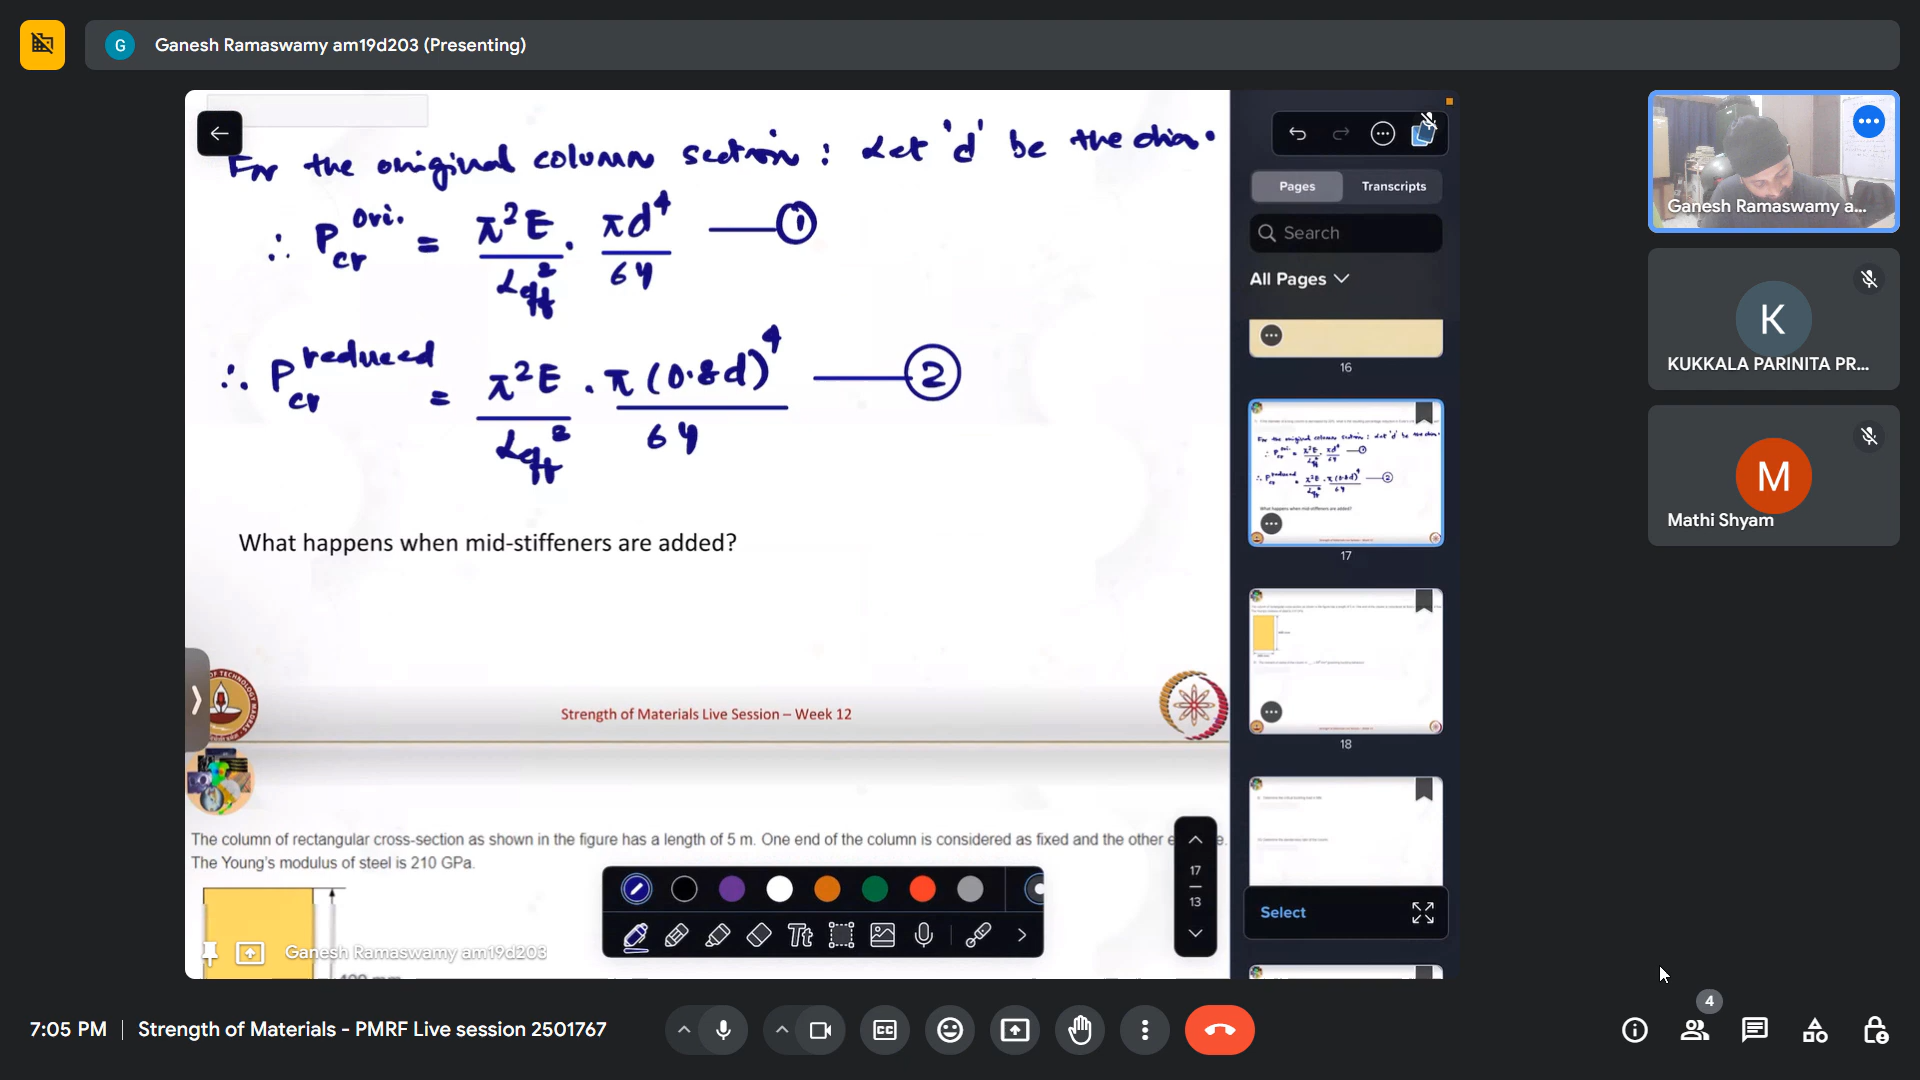 G
Ganesh Ramaswamy am19d203 (Presenting)
For the original column section : Let 'd' be the dia.
∴ P_cr^ori. = π²E/Leff² . πd⁴/64 —— ①
∴ P_cr^reduced = π²E/Leff² . π(0.8d)⁴/64 —— ②
What happens when mid-stiffeners are added?
Strength of Materials Live Session – Week 12
The column of rectangular cross-section as shown in the figure has a length of 5 m. One end of the column is considered as fixed and the other
The Young's modulus of steel is 210 GPa.
Ganesh Ramaswamy am19d203
Tt
17
13
Pages
Transcripts
Search
All Pages
16
17
18
Select
Ganesh Ramaswamy a...
K
KUKKALA PARINITA PR...
M
Mathi Shyam
7:05 PM
Strength of Materials - PMRF Live session 2501767
CC
4